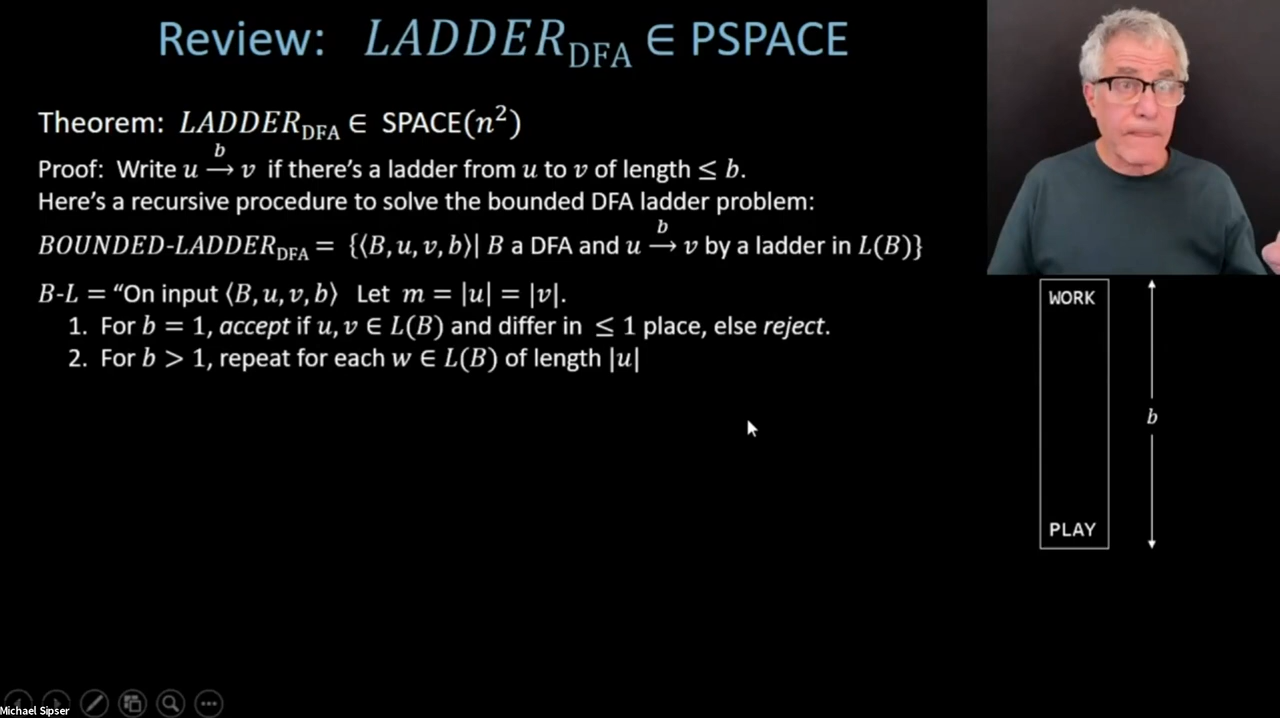 Review: LADDER_DFA ∈ PSPACE
Theorem: LADDER_DFA ∈ SPACE(n²)
Proof: Write u →^b v if there's a ladder from u to v of length ≤ b.
Here's a recursive procedure to solve the bounded DFA ladder problem:
BOUNDED-LADDER_DFA = {⟨B, u, v, b⟩| B a DFA and u →^b v by a ladder in L(B)}
B-L = “On input ⟨B, u, v, b⟩ Let m = |u| = |v|.
1. For b = 1, accept if u, v ∈ L(B) and differ in ≤ 1 place, else reject.
2. For b > 1, repeat for each w ∈ L(B) of length |u|
WORK
b
PLAY
Michael Sipser